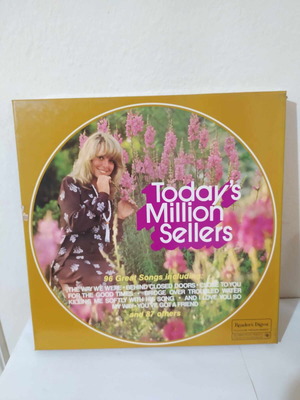 Today's
Million
Sellers
96 Great Songs including
THE WAY WE WERE • BEHIND CLOSED DOORS • CLOSE TO YOU
FOR THE GOOD TIMES • BRIDGE OVER TROUBLED WATER
KILLING ME SOFTLY WITH HIS SONG • AND I LOVE YOU SO
MY WAY • YOU'VE GOT A FRIEND
and 87 others
Reader's Digest